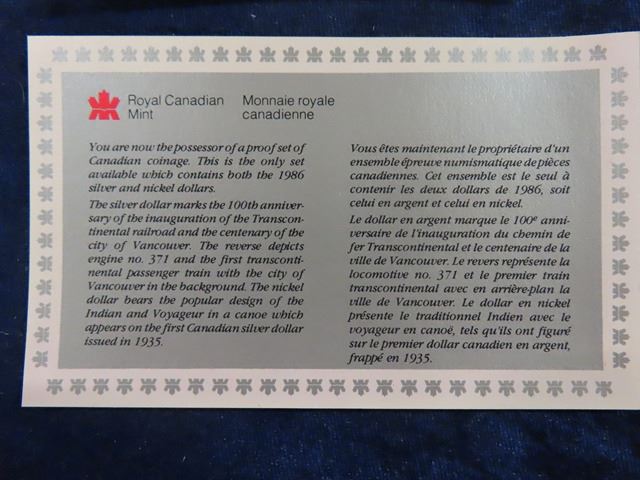 Royal Canadian
Mint
Monnaie royale
canadienne
You are now the possessor of a proof set of
Canadian coinage. This is the only set
available which contains both the 1986
silver and nickel dollars.
The silver dollar marks the 100th anniver-
sary of the inauguration of the Transcon-
tinental railroad and the centenary of the
city of Vancouver. The reverse depicts
engine no. 371 and the first transconti-
nental passenger train with the city of
Vancouver in the background. The nickel
dollar bears the popular design of the
Indian and Voyageur in a canoe which
appears on the first Canadian silver dollar
issued in 1935.
Vous êtes maintenant le propriétaire d'un
ensemble épreuve numismatique de pièces
canadiennes. Cet ensemble est le seul à
contenir les deux dollars de 1986, soit
celui en argent et celui en nickel.
Le dollar en argent marque le 100e anni-
versaire de l'inauguration du chemin de
fer Transcontinental et le centenaire de la
ville de Vancouver. Le revers représente la
locomotive no. 371 et le premier train
transcontinental avec en arrière-plan la
ville de Vancouver. Le dollar en nickel
présente le traditionnel Indien avec le
voyageur en canoë, tels qu'ils ont figuré
sur le premier dollar canadien en argent,
frappé en 1935.